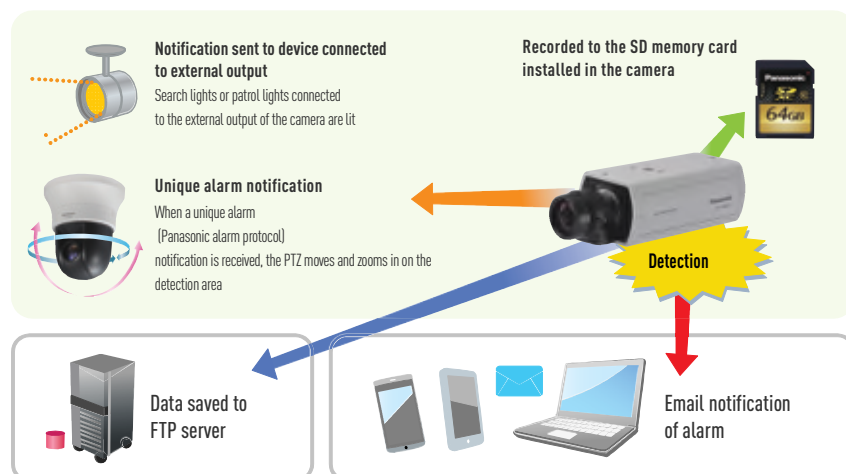 Notification sent to device connected
to external output
Search lights or patrol lights connected
to the external output of the camera are lit
Recorded to the SD memory card
installed in the camera
Panasonic
64GB
Unique alarm notification
When a unique alarm
(Panasonic alarm protocol)
notification is received, the PTZ moves and zooms in on the
detection area
Detection
Data saved to
FTP server
Email notification
of alarm